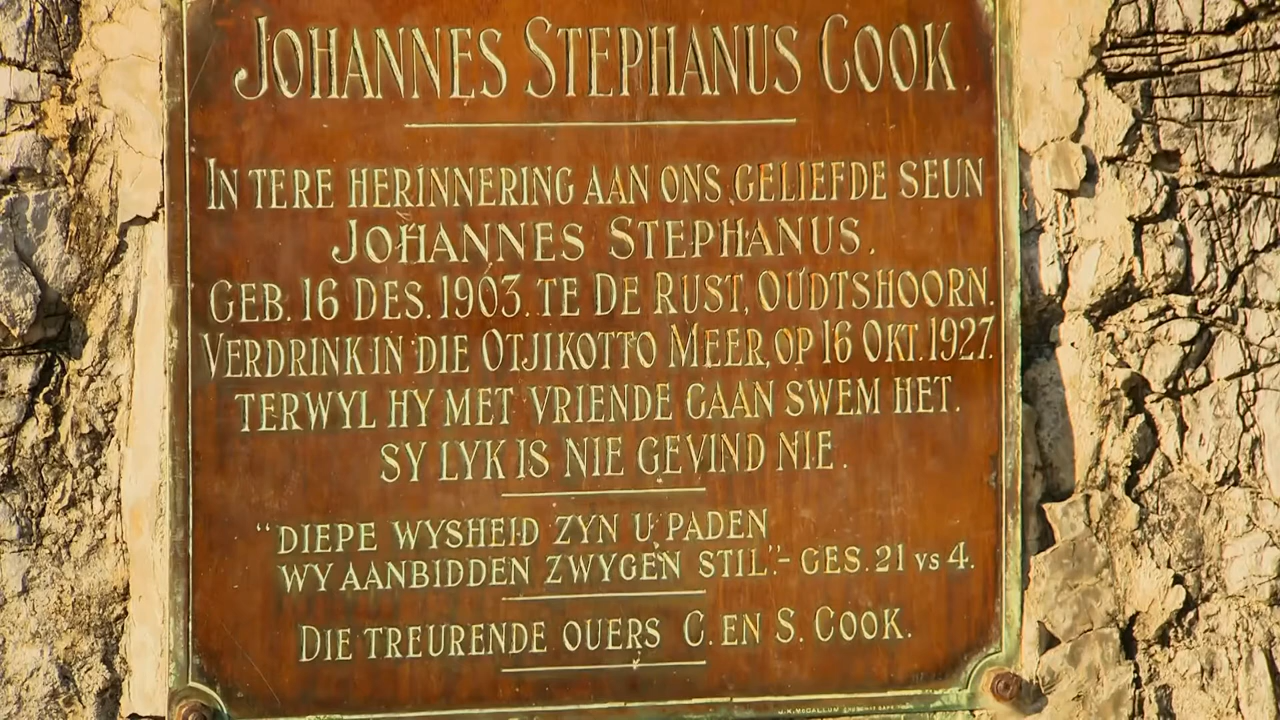 JOHANNES STEPHANUS COOK.
IN TERE HERINNERING AAN ONS GELIEFDE SEUN
JOHANNES STEPHANUS.
GEB. 16 DES. 1903. TE DE RUST, OUDTSHOORN.
VERDRINK IN DIE OTJIKOTTO MEER, OP 16 OKT. 1927.
TERWYL HY MET VRIENDE GAAN SWEM HET.
SY LYK IS NIE GEVIND NIE.
"DIEPE WYSHEID ZYN U PADEN
WY AANBIDDEN ZWYGEN STIL". - GES. 21 vs 4.
DIE TREURENDE OUERS C. EN S. COOK.
J.K. McCALLUM